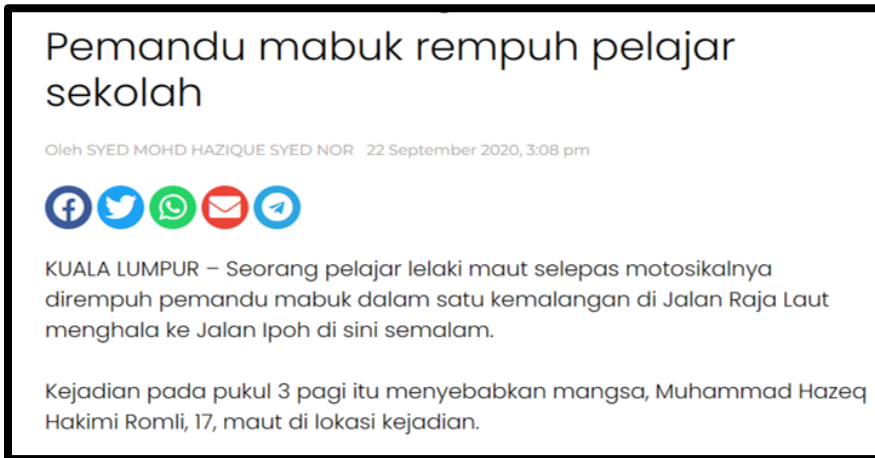 Pemandu mabuk rempuh pelajar
sekolah
Oleh SYED MOHD HAZIQUE SYED NOR 22 September 2020, 3:08 pm
KUALA LUMPUR – Seorang pelajar lelaki maut selepas motosikalnya
dirempuh pemandu mabuk dalam satu kemalangan di Jalan Raja Laut
menghala ke Jalan Ipoh di sini semalam.
Kejadian pada pukul 3 pagi itu menyebabkan mangsa, Muhammad Hazeq
Hakimi Romli, 17, maut di lokasi kejadian.